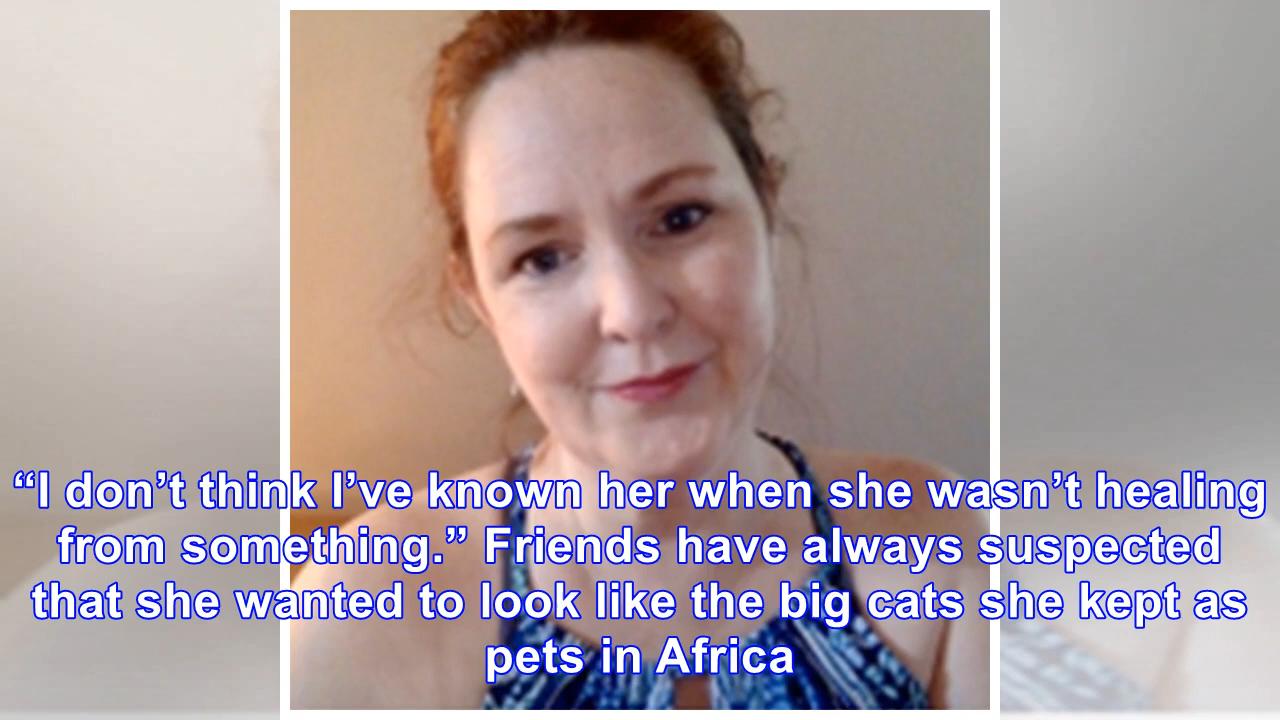 “I don’t think I’ve known her when she wasn’t healing
from something.” Friends have always suspected
that she wanted to look like the big cats she kept as
pets in Africa